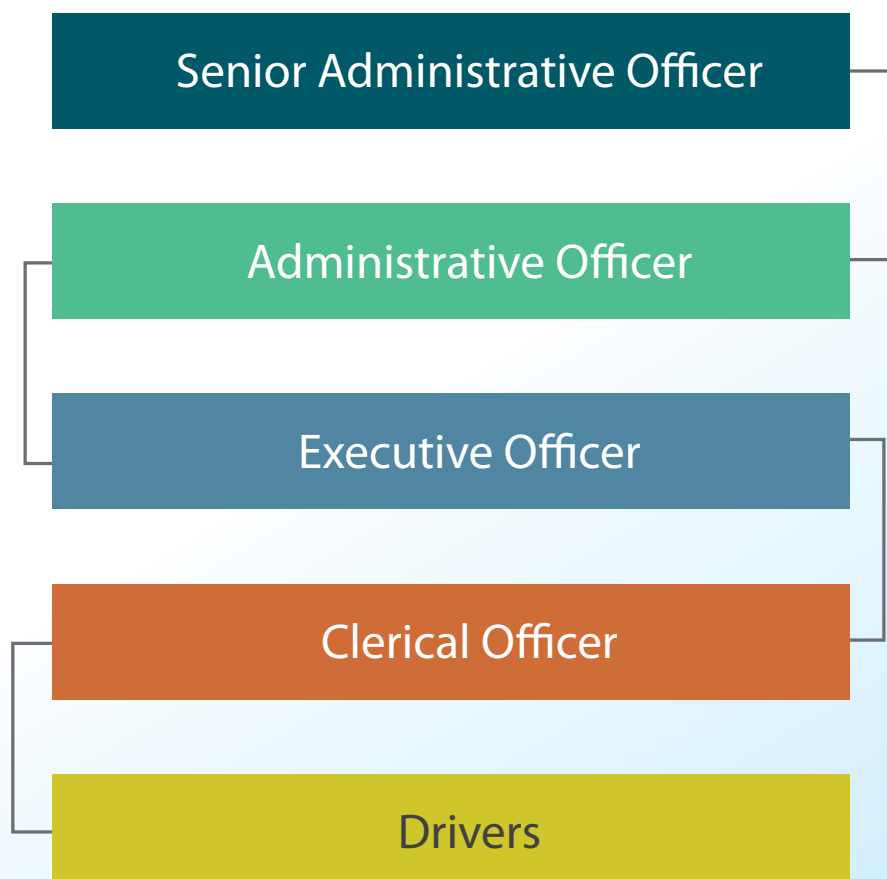 Senior Administrative Officer
Administrative Officer
Executive Officer
Clerical Officer
Drivers